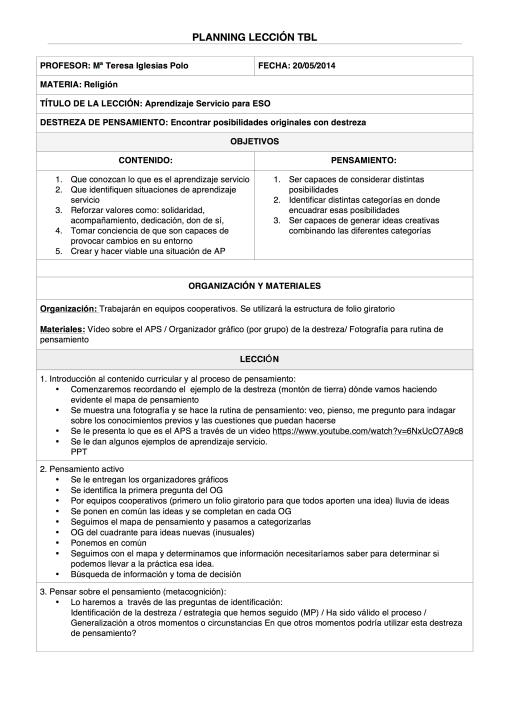 PLANNING LECCIÓN TBL
PROFESOR: Mª Teresa Iglesias Polo
FECHA: 20/05/2014
MATERIA: Religión
TÍTULO DE LA LECCIÓN: Aprendizaje Servicio para ESO
DESTREZA DE PENSAMIENTO: Encontrar posibilidades originales con destreza
OBJETIVOS
CONTENIDO:
1. Que conozcan lo que es el aprendizaje servicio
2. Que identifiquen situaciones de aprendizaje
servicio
3. Reforzar valores como: solidaridad,
acompañamiento, dedicación, don de sí,
4. Tomar conciencia de que son capaces de
provocar cambios en su entorno
5. Crear y hacer viable una situación de AP
PENSAMIENTO:
1. Ser capaces de considerar distintas
posibilidades
2. Identificar distintas categorías en donde
encuadrar esas posibilidades
3. Ser capaces de generar ideas creativas
combinando las diferentes categorías
ORGANIZACIÓN Y MATERIALES
Organización: Trabajarán en equipos cooperativos. Se utilizará la estructura de folio giratorio
Materiales: Vídeo sobre el APS / Organizador gráfico (por grupo) de la destreza/ Fotografía para rutina de
pensamiento
LECCIÓN
1. Introducción al contenido curricular y al proceso de pensamiento:
• Comenzaremos recordando el ejemplo de la destreza (montón de tierra) dónde vamos haciendo
evidente el mapa de pensamiento
• Se muestra una fotografía y se hace la rutina de pensamiento: veo, pienso, me pregunto para indagar
sobre los conocimientos previos y las cuestiones que puedan hacerse
• Se le presenta lo que es el APS a través de un video https://www.youtube.com/watch?v=6NxUcO7A9c8
• Se le dan algunos ejemplos de aprendizaje servicio.
PPT
2. Pensamiento activo
• Se le entregan los organizadores gráficos
• Se identifica la primera pregunta del OG
• Por equipos cooperativos (primero un folio giratorio para que todos aporten una idea) lluvia de ideas
• Se ponen en común las ideas y se completan en cada OG
• Seguimos el mapa de pensamiento y pasamos a categorizarlas
• OG del cuadrante para ideas nuevas (inusuales)
• Ponemos en común
• Seguimos con el mapa y determinamos que información necesitaríamos saber para determinar si
podemos llevar a la práctica esa idea.
• Búsqueda de información y toma de decisión
3. Pensar sobre el pensamiento (metacognición):
• Lo haremos a través de las preguntas de identificación:
Identificación de la destreza / estrategia que hemos seguido (MP) / Ha sido válido el proceso /
Generalización a otros momentos o circunstancias En que otros momentos podría utilizar esta destreza
de pensamiento?